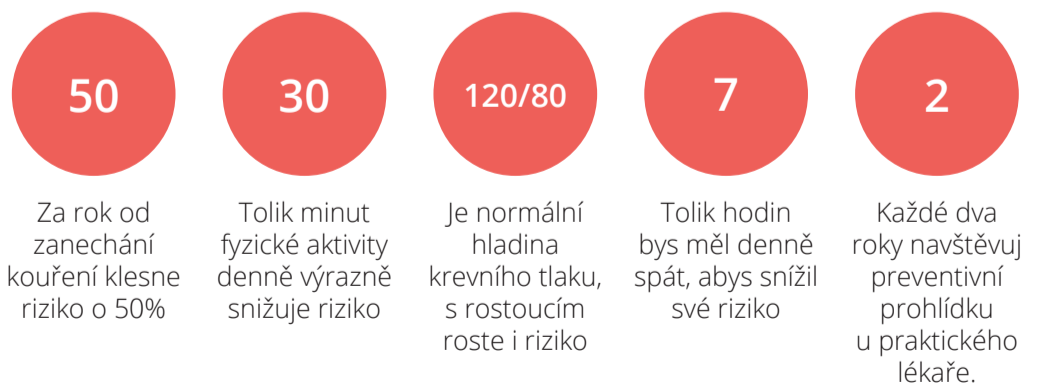 50
Za rok od
zanechání
kouření klesne
riziko o 50%
30
Tolik minut
fyzické aktivity
denně výrazně
snižuje riziko
120/80
Je normální
hladina
krevního tlaku,
s rostoucím
roste i riziko
7
Tolik hodin
bys měl denně
spát, abys snížil
své riziko
2
Každé dva
roky navštěvuj
preventivní
prohlídku
u praktického
lékaře.